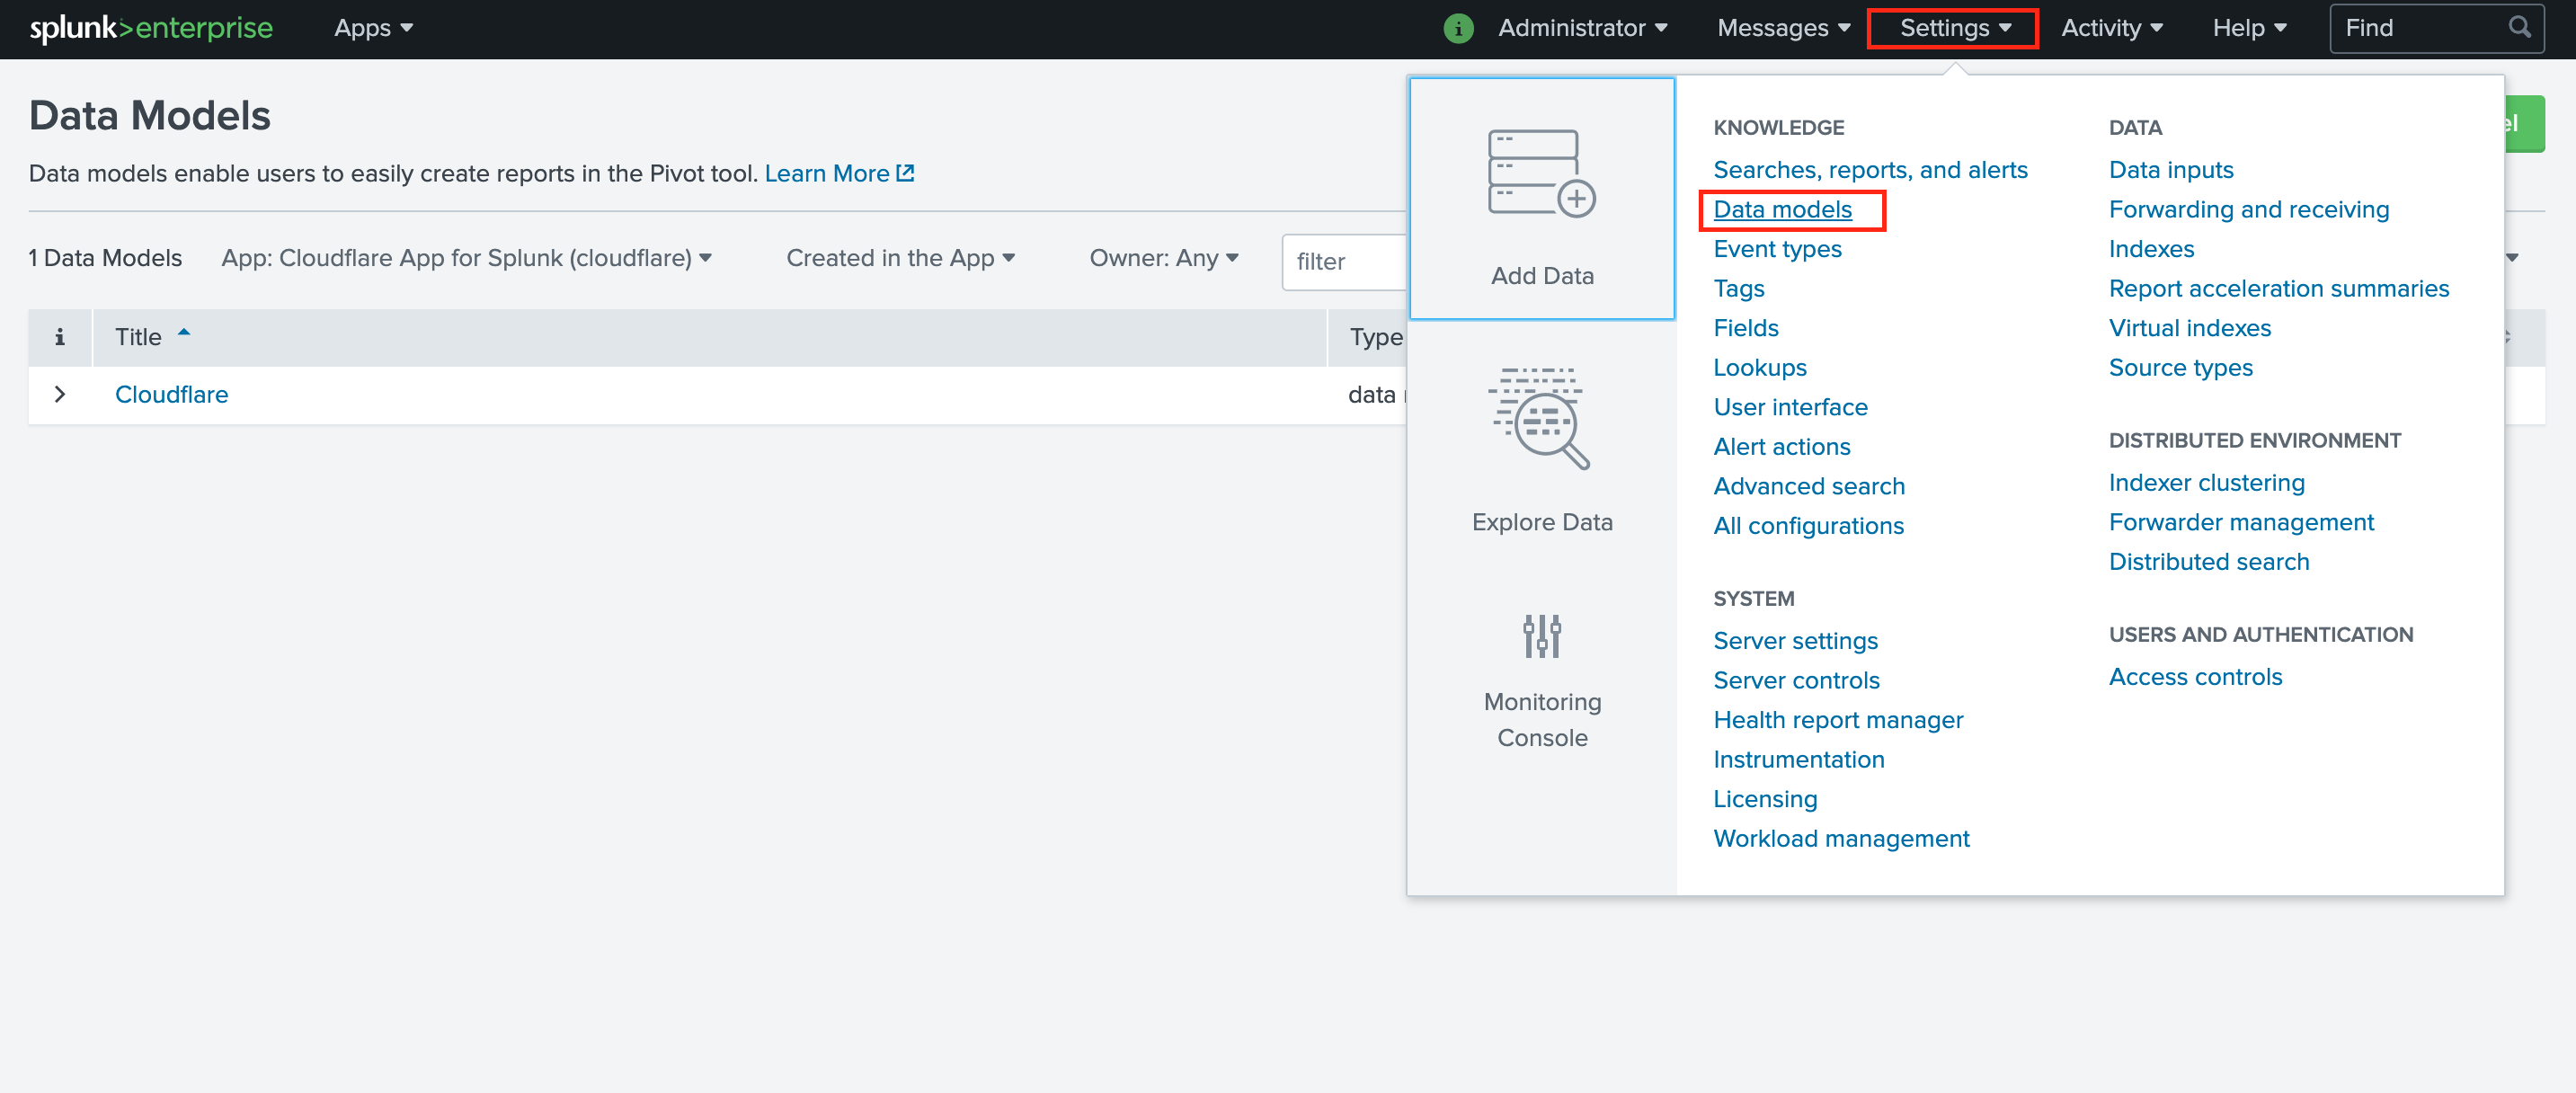 splunk>enterprise Apps Administrator Messages Settings Activity Help Find
Data Models
Data models enable users to easily create reports in the Pivot tool. Learn More
1 Data Models App: Cloudflare App for Splunk (cloudflare) Created in the App Owner: Any filter
i Title Type
Cloudflare data
Add Data
Explore Data
Monitoring
Console
KNOWLEDGE
Searches, reports, and alerts
Data models
Event types
Tags
Fields
Lookups
User interface
Alert actions
Advanced search
All configurations
SYSTEM
Server settings
Server controls
Health report manager
Instrumentation
Licensing
Workload management
DATA
Data inputs
Forwarding and receiving
Indexes
Report acceleration summaries
Virtual indexes
Source types
DISTRIBUTED ENVIRONMENT
Indexer clustering
Forwarder management
Distributed search
USERS AND AUTHENTICATION
Access controls